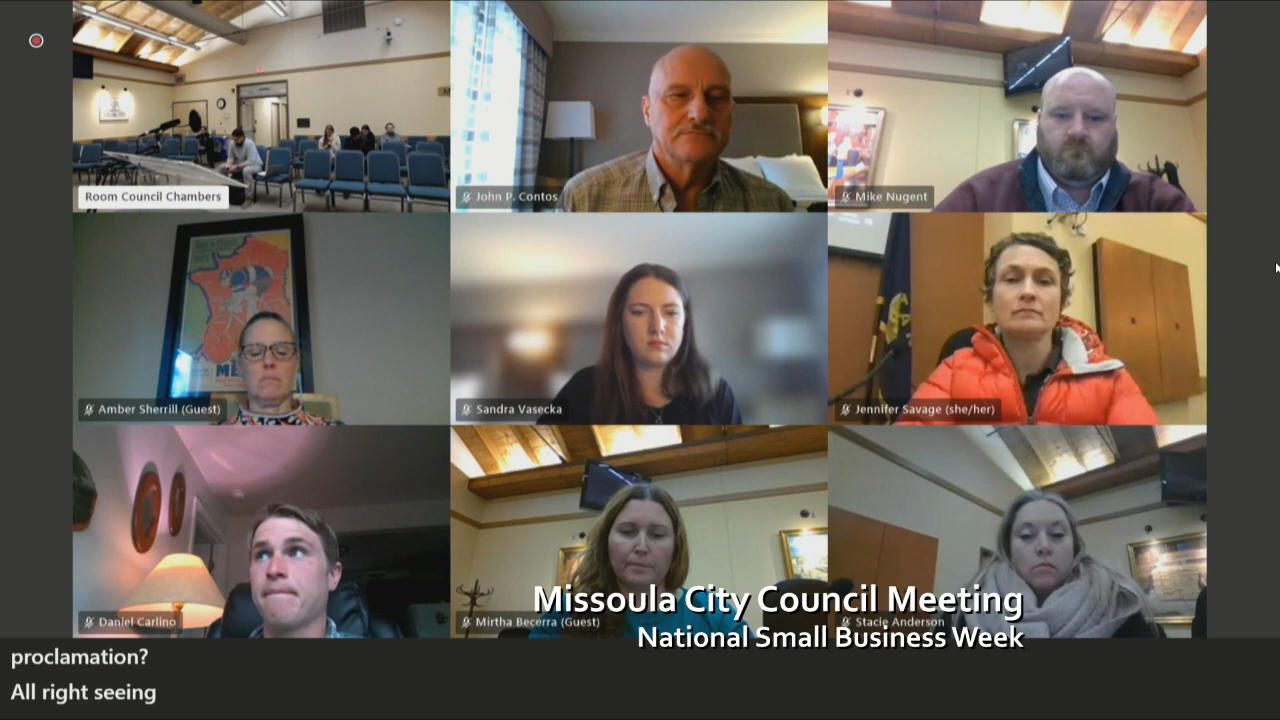 Room Council Chambers
John P. Contos
Mike Nugent
Amber Sherrill (Guest)
Sandra Vasecka
Jennifer Savage (she/her)
Daniel Carlino
Mirtha Becerra (Guest)
Stacie Anderson
Missoula City Council Meeting
National Small Business Week
proclamation?
All right seeing